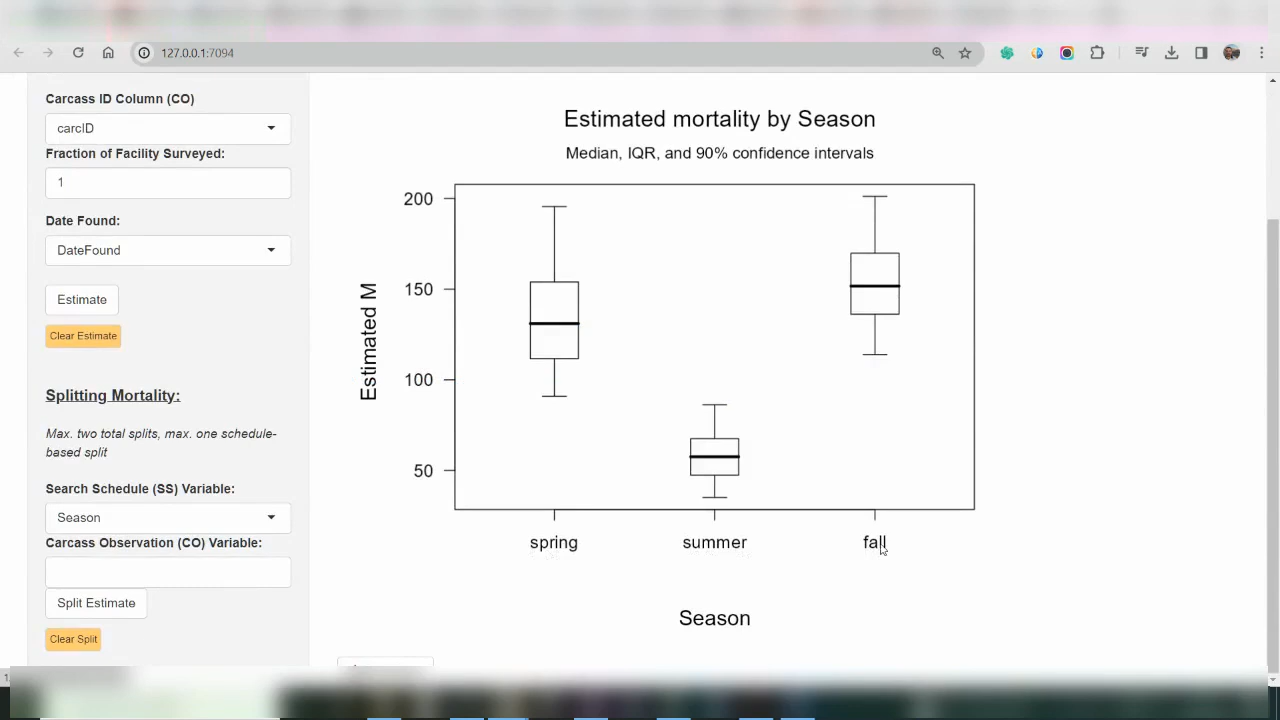 127.0.0.1:7094
Carcass ID Column (CO)
carcID
Fraction of Facility Surveyed:
1
Date Found:
DateFound
Estimate
Clear Estimate
Splitting Mortality:
Max. two total splits, max. one schedule-
based split
Search Schedule (SS) Variable:
Season
Carcass Observation (CO) Variable:
Split Estimate
Clear Split
Estimated mortality by Season
Median, IQR, and 90% confidence intervals
Estimated M
200
150
100
50
spring summer fall
Season